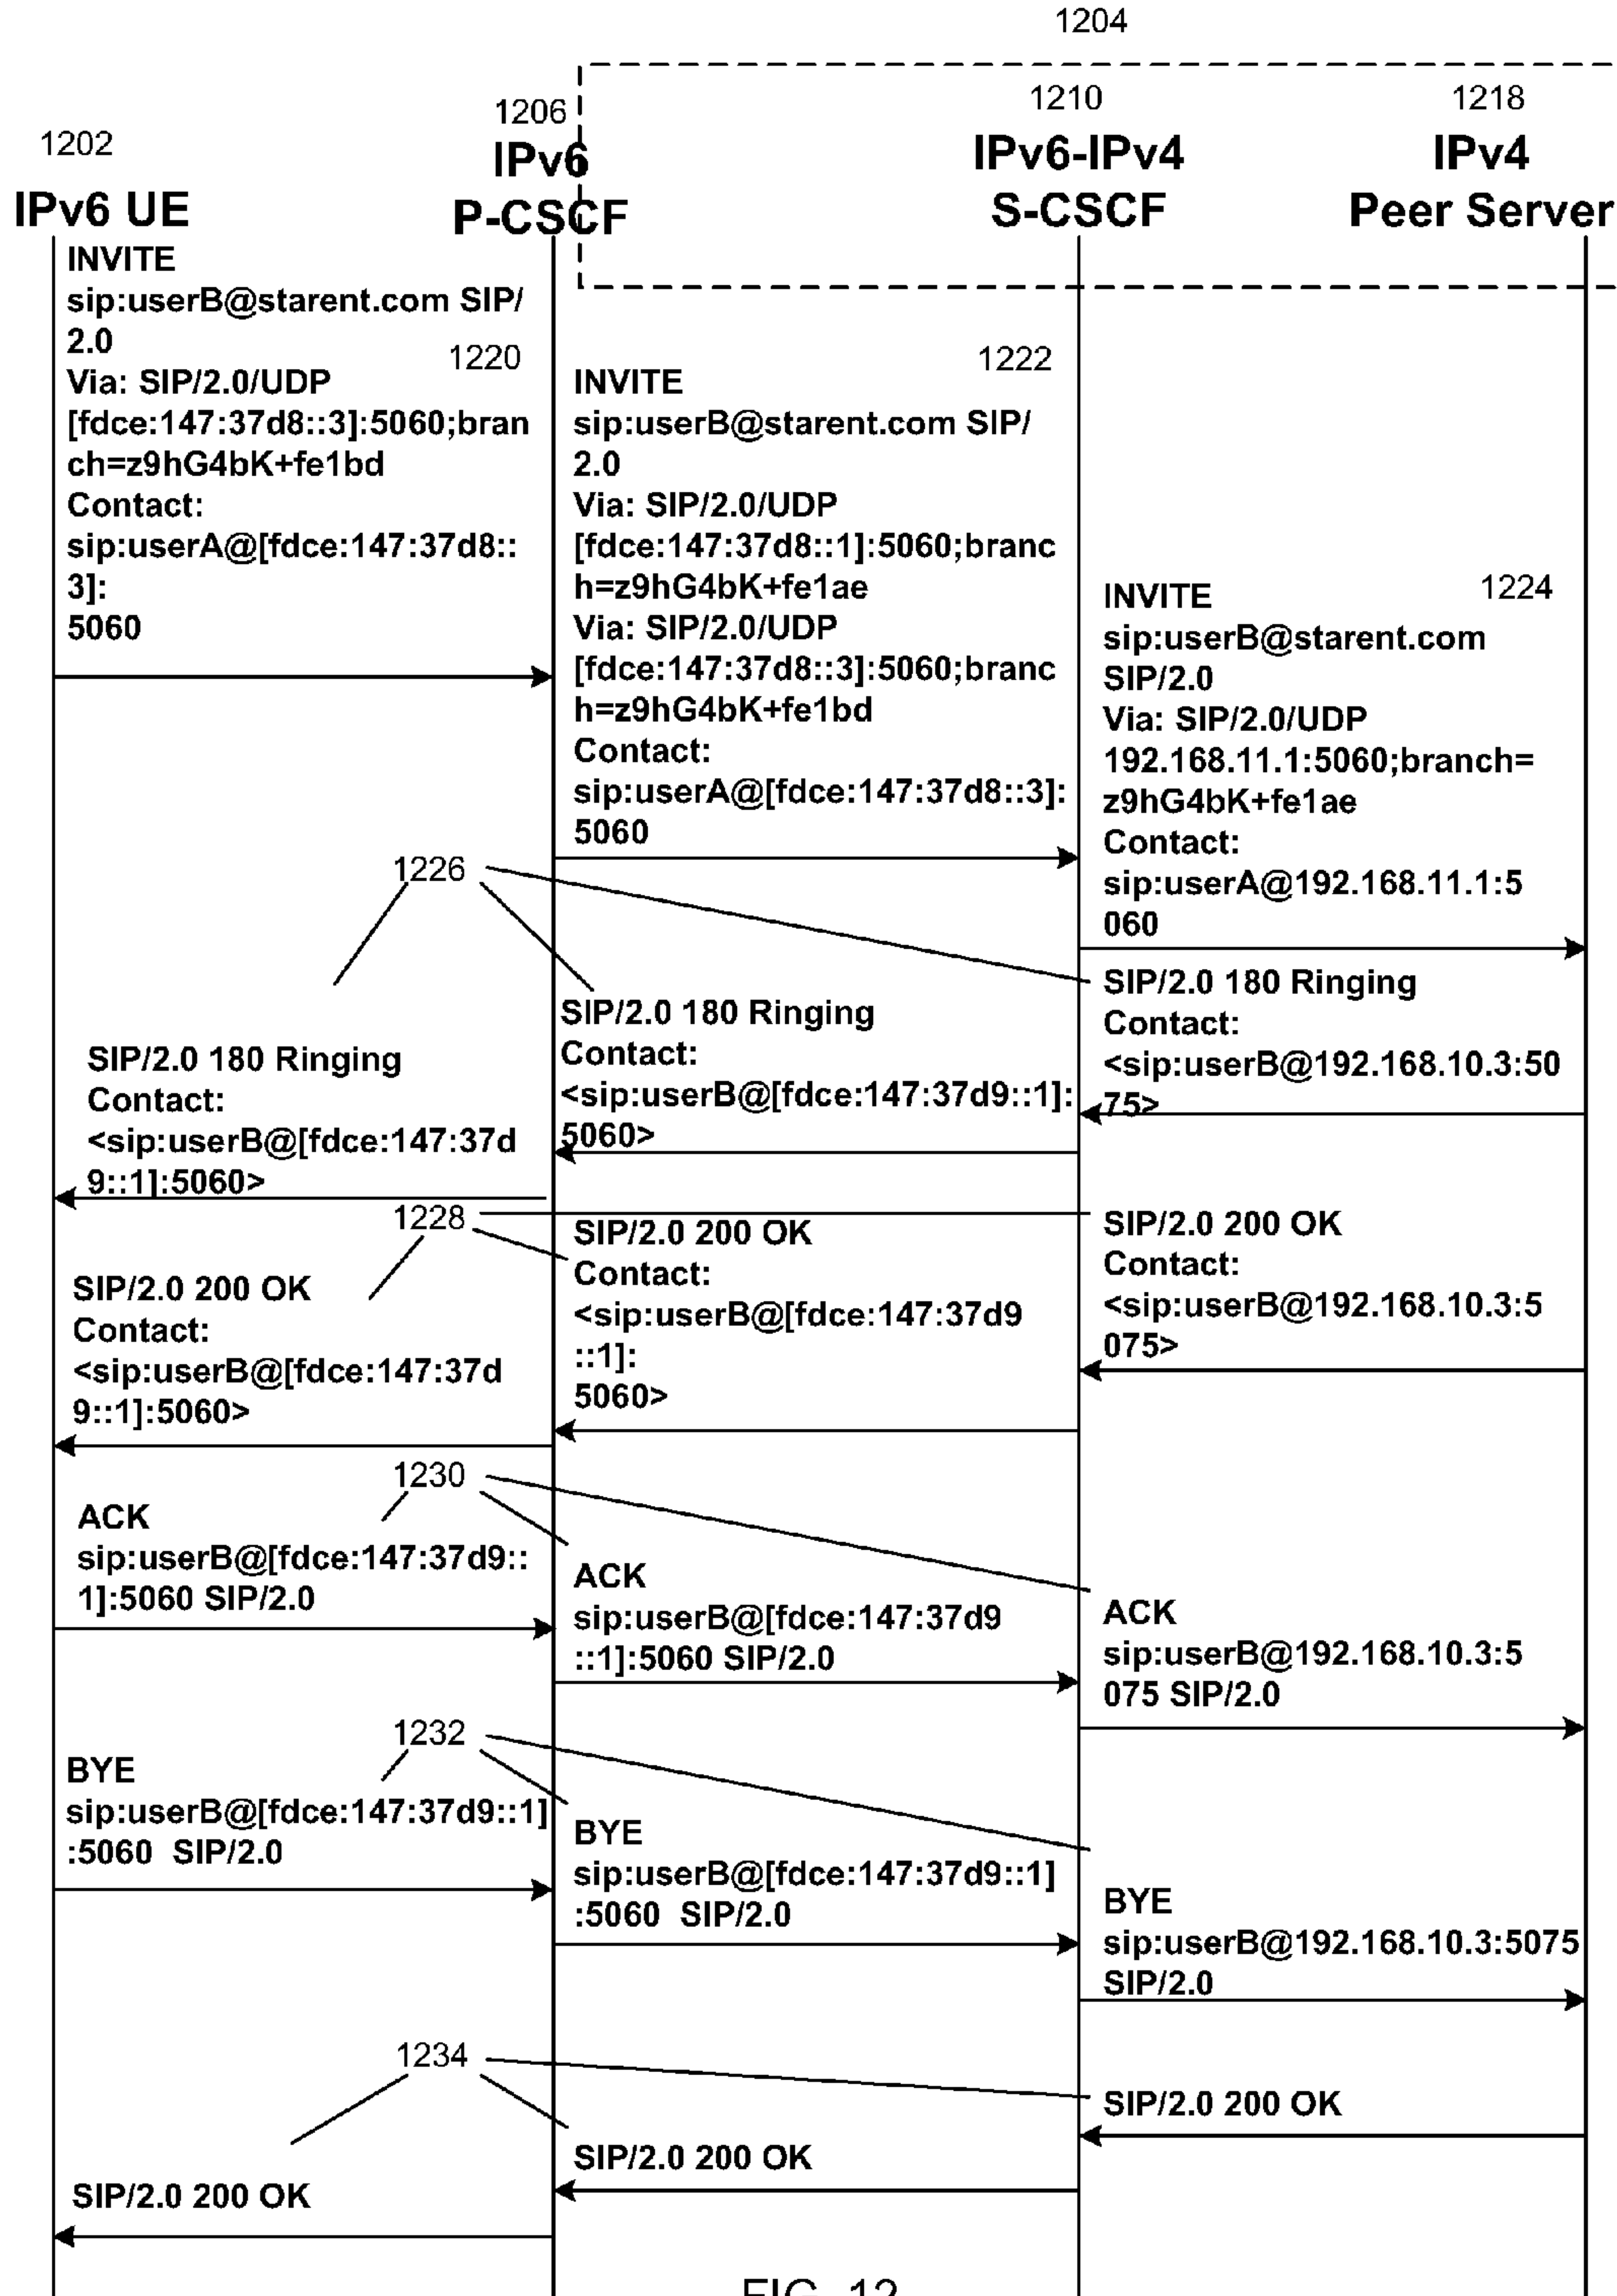 1204
1202
IPv6 UE
1206
IPv6
P-CSCF
1210
IPv6-IPv4
S-CSCF
1218
IPv4
Peer Server
INVITE
sip:userB@starent.com SIP/
2.0
Via: SIP/2.0/UDP
[fdce:147:37d8::3]:5060;bran
ch=z9hG4bK+fe1bd
Contact:
sip:userA@[fdce:147:37d8::
3]:
5060
1220
INVITE
sip:userB@starent.com SIP/
2.0
Via: SIP/2.0/UDP
[fdce:147:37d8::1]:5060;branc
h=z9hG4bK+fe1ae
Via: SIP/2.0/UDP
[fdce:147:37d8::3]:5060;branc
h=z9hG4bK+fe1bd
Contact:
sip:userA@[fdce:147:37d8::3]:
5060
1222
INVITE
sip:userB@starent.com
SIP/2.0
Via: SIP/2.0/UDP
192.168.11.1:5060;branch=
z9hG4bK+fe1ae
Contact:
sip:userA@192.168.11.1:5
060
1224
1226
SIP/2.0 180 Ringing
Contact:
<sip:userB@192.168.10.3:50
75>
SIP/2.0 180 Ringing
Contact:
<sip:userB@[fdce:147:37d9::1]:
5060>
SIP/2.0 180 Ringing
Contact:
<sip:userB@[fdce:147:37d
9::1]:5060>
1228
SIP/2.0 200 OK
Contact:
<sip:userB@192.168.10.3:5
075>
SIP/2.0 200 OK
Contact:
<sip:userB@[fdce:147:37d9
::1]:
5060>
SIP/2.0 200 OK
Contact:
<sip:userB@[fdce:147:37d
9::1]:5060>
1230
ACK
sip:userB@[fdce:147:37d9::
1]:5060 SIP/2.0
ACK
sip:userB@[fdce:147:37d9
::1]:5060 SIP/2.0
ACK
sip:userB@192.168.10.3:5
075 SIP/2.0
1232
BYE
sip:userB@[fdce:147:37d9::1]
:5060 SIP/2.0
BYE
sip:userB@[fdce:147:37d9::1]
:5060 SIP/2.0
BYE
sip:userB@192.168.10.3:5075
SIP/2.0
1234
SIP/2.0 200 OK
SIP/2.0 200 OK
SIP/2.0 200 OK
FIG. 12